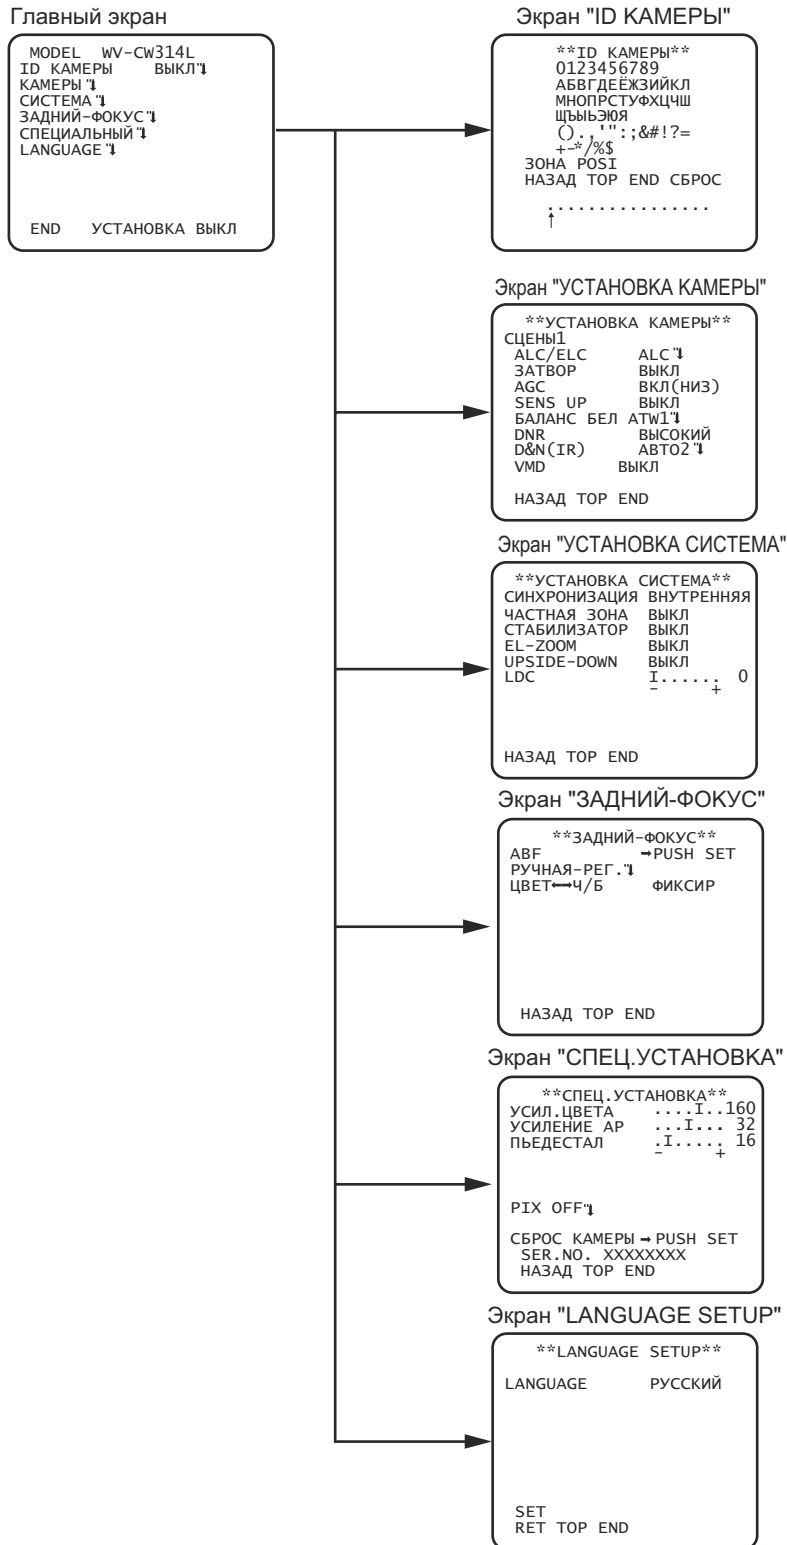 Главный экран
MODEL WV-CW314L
ID КАМЕРЫ ВЫКЛ
КАМЕРЫ
СИСТЕМА
ЗАДНИЙ-ФОКУС
СПЕЦИАЛЬНЫЙ
LANGUAGE
END УСТАНОВКА ВЫКЛ
Экран "ID КАМЕРЫ"
**ID КАМЕРЫ**
0123456789
АБВГДЕЁЖЗИЙКЛ
МНОПРСТУФХЦЧШ
ЩЪЫЬЭЮЯ
().,'":;&#!?=
+-*/%$
ЗОНА POSI
НАЗАД TOP END СБРОС
................
↑
Экран "УСТАНОВКА КАМЕРЫ"
**УСТАНОВКА КАМЕРЫ**
СЦЕНЫ1
ALC/ELC ALC
ЗАТВОР ВЫКЛ
AGC ВКЛ(НИЗ)
SENS UP ВЫКЛ
БАЛАНС БЕЛ ATW1
DNR ВЫСОКИЙ
D&N(IR) АВТО2
VMD ВЫКЛ
НАЗАД TOP END
Экран "УСТАНОВКА СИСТЕМА"
**УСТАНОВКА СИСТЕМА**
СИНХРОНИЗАЦИЯ ВНУТРЕННЯЯ
ЧАСТНАЯ ЗОНА ВЫКЛ
СТАБИЛИЗАТОР ВЫКЛ
EL-ZOOM ВЫКЛ
UPSIDE-DOWN ВЫКЛ
LDC I...... 0
- +
НАЗАД TOP END
Экран "ЗАДНИЙ-ФОКУС"
**ЗАДНИЙ-ФОКУС**
ABF ➡PUSH SET
РУЧНАЯ-РЕГ.
ЦВЕТ↔Ч/Б ФИКСИР
НАЗАД TOP END
Экран "СПЕЦ.УСТАНОВКА"
**СПЕЦ.УСТАНОВКА**
УСИЛ.ЦВЕТА ....I..160
УСИЛЕНИЕ АР ...I... 32
ПЬЕДЕСТАЛ .I..... 16
- +
PIX OFF
СБРОС КАМЕРЫ ➡ PUSH SET
SER.NO. XXXXXXXX
НАЗАД TOP END
Экран "LANGUAGE SETUP"
**LANGUAGE SETUP**
LANGUAGE РУССКИЙ
SET
RET TOP END